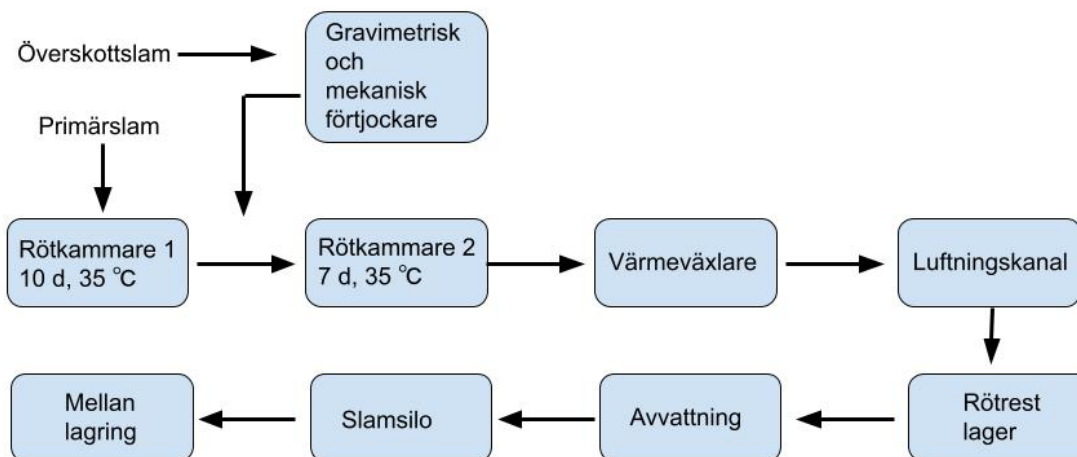 Överskottslam
Gravimetrisk
och
mekanisk
förtjockare
Primärslam
Rötkammare 1
10 d, 35 °C
Rötkammare 2
7 d, 35 °C
Värmeväxlare
Luftningskanal
Mellan
lagring
Slamsilo
Avvattning
Rötrest
lager